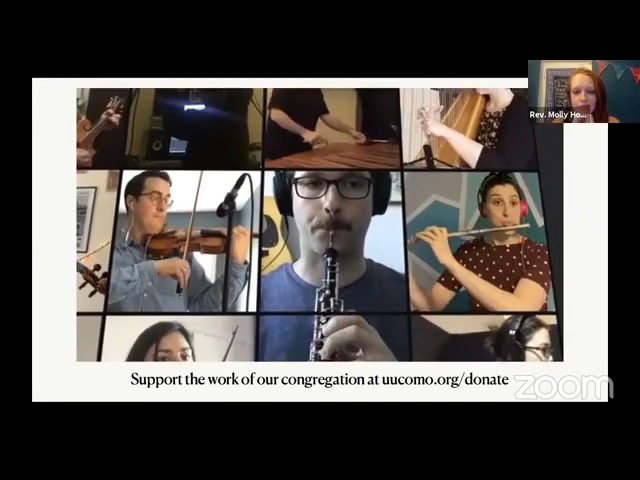 Rev. Molly Ho...
Support the work of our congregation at uucomo.org/donate
zoom